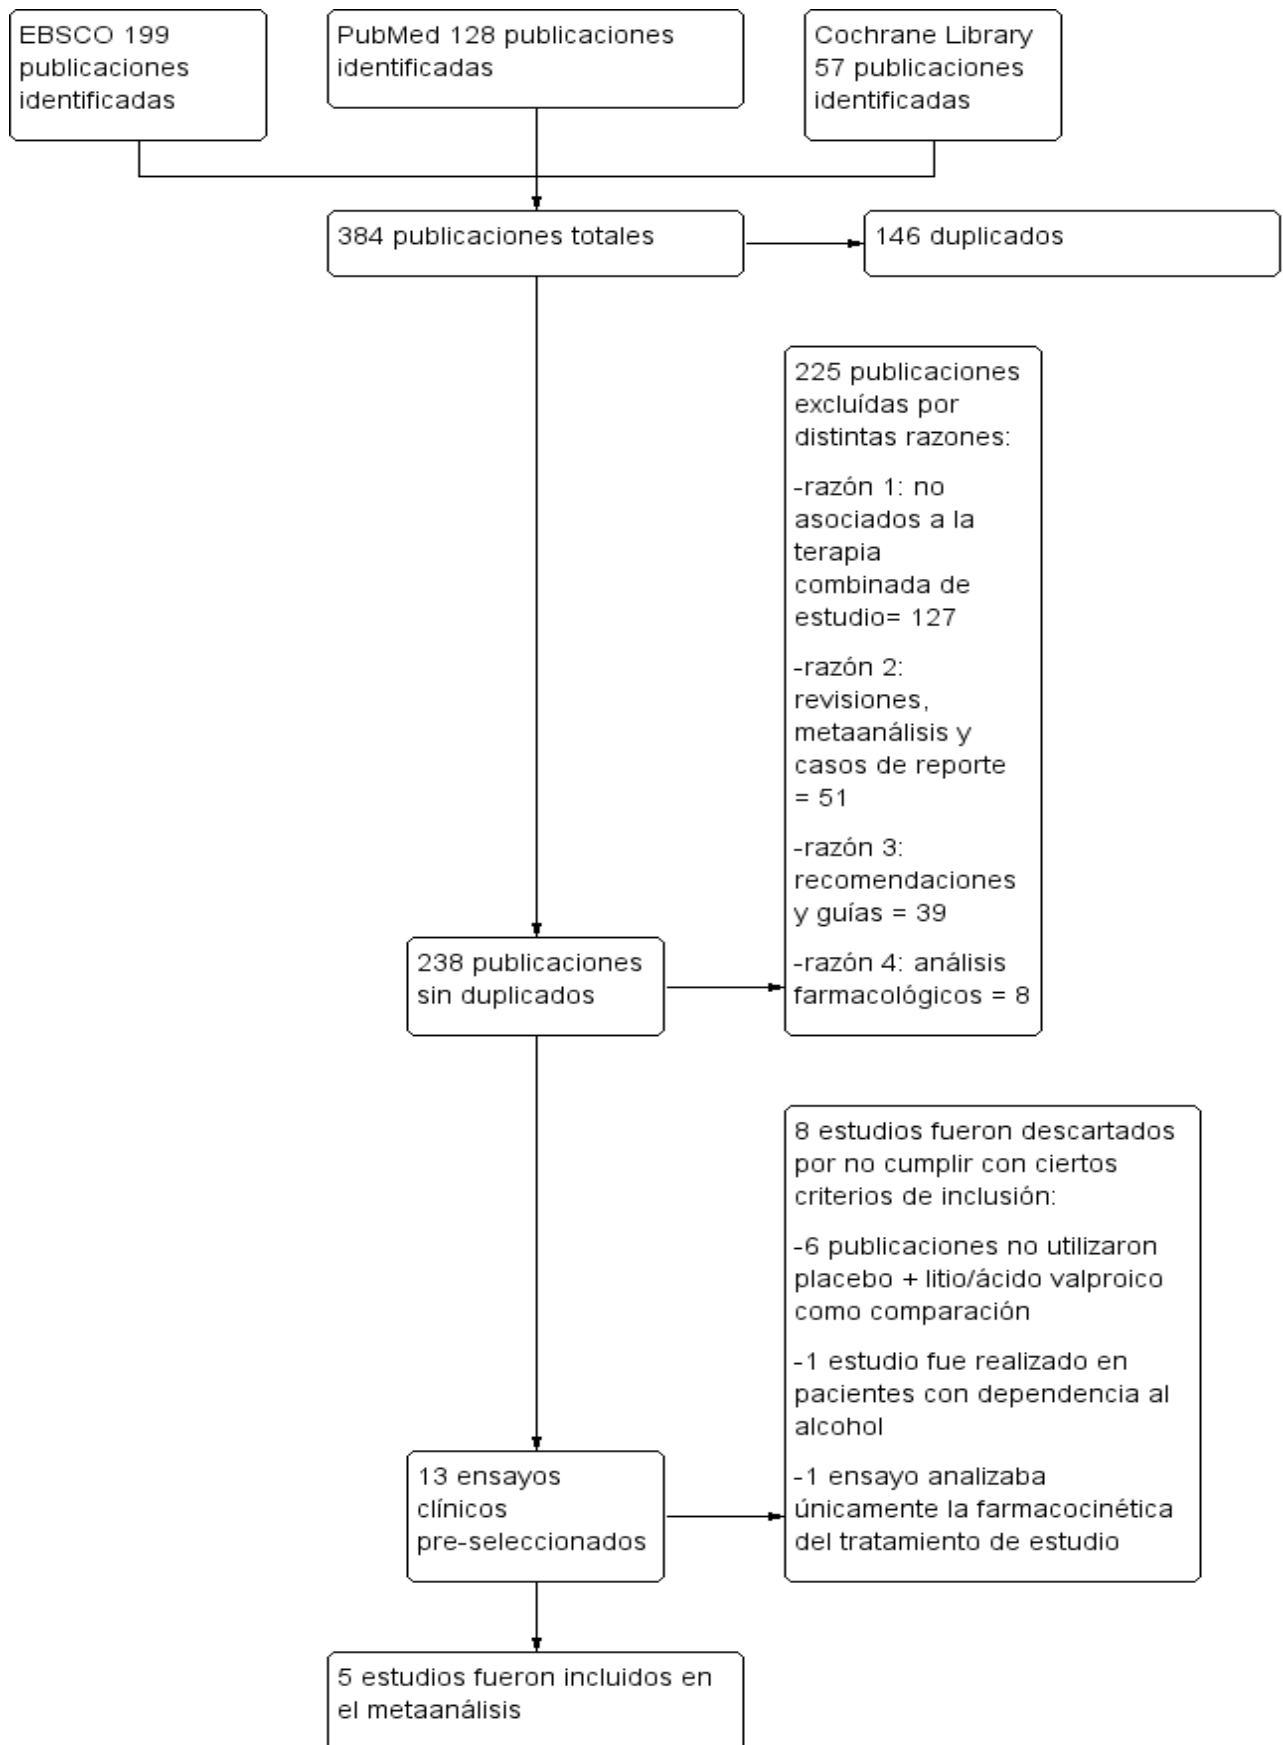 EBSCO 199
publicaciones
identificadas
PubMed 128 publicaciones
identificadas
Cochrane Library
57 publicaciones
identificadas
384 publicaciones totales
146 duplicados
225 publicaciones
excluídas por
distintas razones:
-razón 1: no
asociados a la
terapia
combinada de
estudio= 127
-razón 2:
revisiones,
metaanálisis y
casos de reporte
= 51
-razón 3:
recomendaciones
y guías = 39
-razón 4: análisis
farmacológicos = 8
238 publicaciones
sin duplicados
8 estudios fueron descartados
por no cumplir con ciertos
criterios de inclusión:
-6 publicaciones no utilizaron
placebo + litio/ácido valproico
como comparación
-1 estudio fue realizado en
pacientes con dependencia al
alcohol
-1 ensayo analizaba
únicamente la farmacocinética
del tratamiento de estudio
13 ensayos
clínicos
pre-seleccionados
5 estudios fueron incluidos en
el metaanálisis